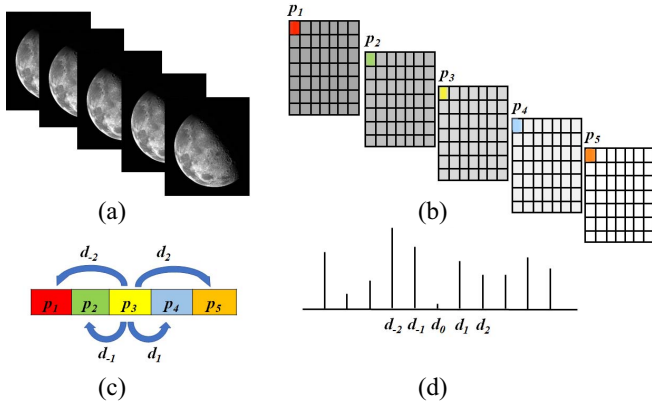 p1
p2
p3
p4
p5
(a)
(b)
d-2
d2
p1 p2 p3 p4 p5
d-1
d1
d-2 d-1 d0 d1 d2
(c)
(d)